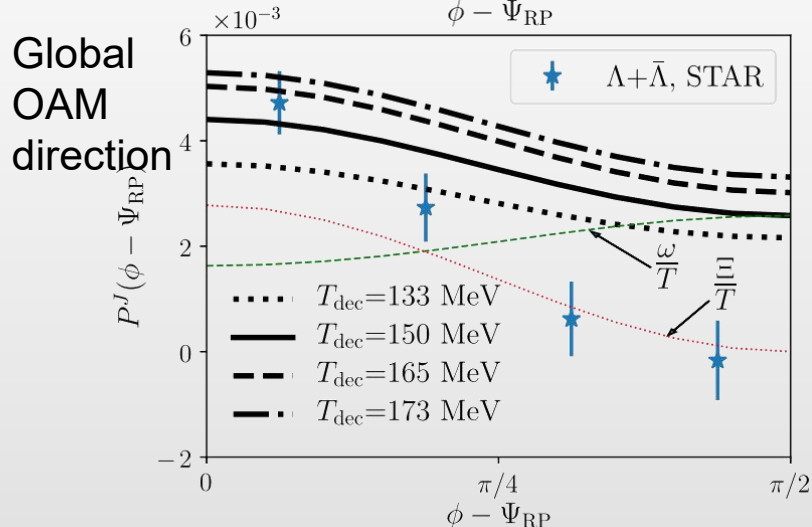 ϕ − Ψ_RP
×10⁻³
Global
OAM
direction
P^J(ϕ − Ψ_RP)
6
4
2
0
−2
Λ+Λ̄, STAR
ω/T
Ξ/T
T_dec=133 MeV
T_dec=150 MeV
T_dec=165 MeV
T_dec=173 MeV
0
π/4
π/2
ϕ − Ψ_RP